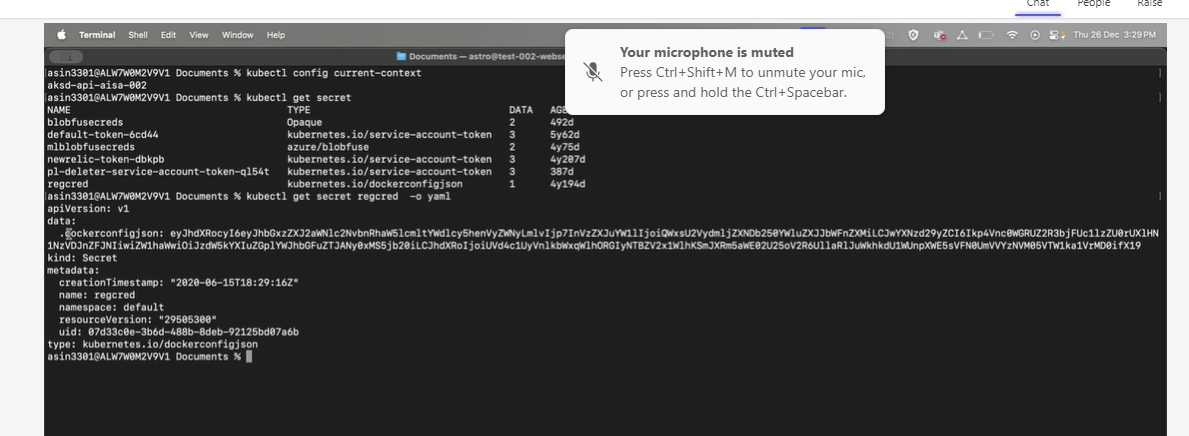 Chat People Raise
Terminal Shell Edit View Window Help
Thu 26 Dec 3:29 PM
Your microphone is muted
Press Ctrl+Shift+M to unmute your mic,
or press and hold the Ctrl+Spacebar.
Documents — astro@test-002-webse
asin3301@ALW7W0M2V9V1 Documents % kubectl config current-context
aksd-api-aisa-002
asin3301@ALW7W0M2V9V1 Documents % kubectl get secret
NAME TYPE DATA AGE
blobfusecreds Opaque 2 492d
default-token-6cd44 kubernetes.io/service-account-token 3 5y62d
mlblobfusecreds azure/blobfuse 2 4y75d
newrelic-token-dbkpb kubernetes.io/service-account-token 3 4y207d
pl-deleter-service-account-token-ql54t kubernetes.io/service-account-token 3 387d
regcred kubernetes.io/dockerconfigjson 1 4y194d
asin3301@ALW7W0M2V9V1 Documents % kubectl get secret regcred -o yaml
apiVersion: v1
data:
.dockerconfigjson:
kind: Secret
metadata:
creationTimestamp: "2020-06-15T18:29:16Z"
name: regcred
namespace: default
resourceVersion: "29505300"
uid: 07d33c0e-3b6d-488b-8deb-92125bd07a6b
type: kubernetes.io/dockerconfigjson
asin3301@ALW7W0M2V9V1 Documents %